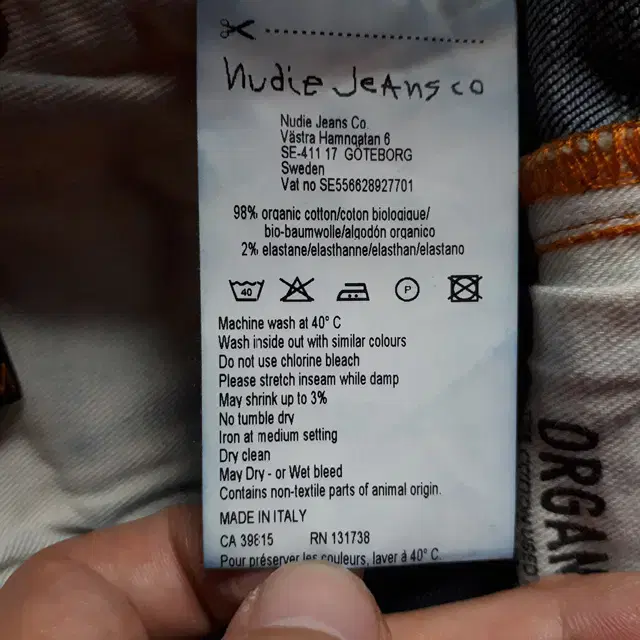 Nudie Jeans co
Nudie Jeans Co.
Västra Hamngatan 6
SE-411 17 GÖTEBORG
Sweden
Vat no SE556628927701
98% organic cotton/coton biologique/
bio-baumwolle/algodón orgánico
2% elastane/elasthanne/elasthan/elastano
40
P
Machine wash at 40° C
Wash inside out with similar colours
Do not use chlorine bleach
Please stretch inseam while damp
May shrink up to 3%
No tumble dry
Iron at medium setting
Dry clean
May Dry - or Wet bleed
Contains non-textile parts of animal origin.
MADE IN ITALY
CA 39815 RN 131738
Pour préserver les couleurs, laver à 40° C.
ORGAN